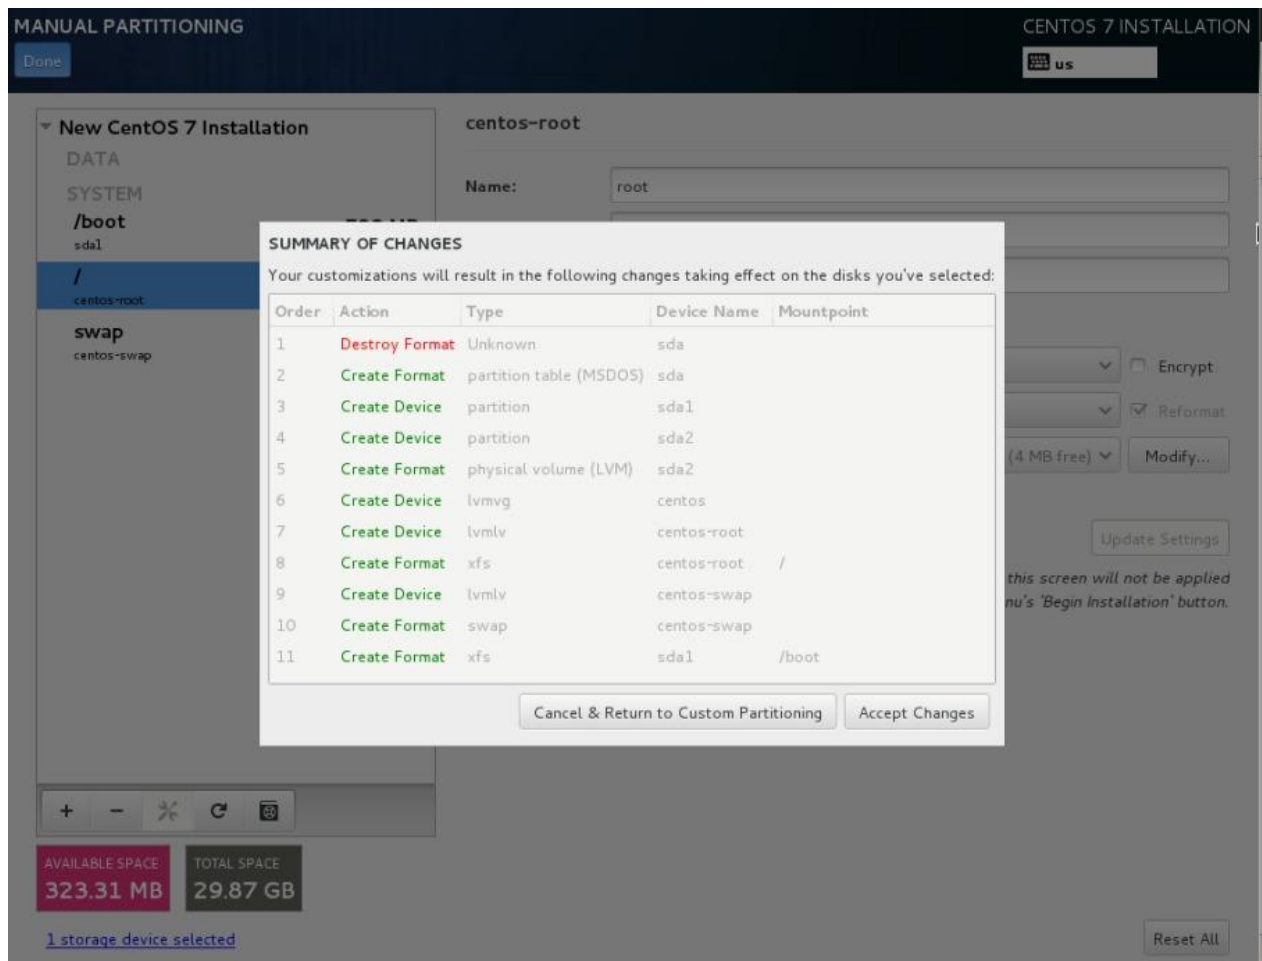 MANUAL PARTITIONING
CENTOS 7 INSTALLATION
Done
us
New CentOS 7 Installation
DATA
SYSTEM
/boot
sda1
/
centos-root
swap
centos-swap
centos-root
Name:
root
SUMMARY OF CHANGES
Your customizations will result in the following changes taking effect on the disks you've selected:
Order Action Type Device Name Mountpoint
1 Destroy Format Unknown sda
2 Create Format partition table (MSDOS) sda
3 Create Device partition sda1
4 Create Device partition sda2
5 Create Format physical volume (LVM) sda2
6 Create Device lvmvg centos
7 Create Device lvmlv centos-root
8 Create Format xfs centos-root /
9 Create Device lvmlv centos-swap
10 Create Format swap centos-swap
11 Create Format xfs sda1 /boot
Cancel & Return to Custom Partitioning
Accept Changes
Encrypt
Reformat
(4 MB free)
Modify...
Update Settings
this screen will not be applied
nu's 'Begin Installation' button.
AVAILABLE SPACE
323.31 MB
TOTAL SPACE
29.87 GB
1 storage device selected
Reset All